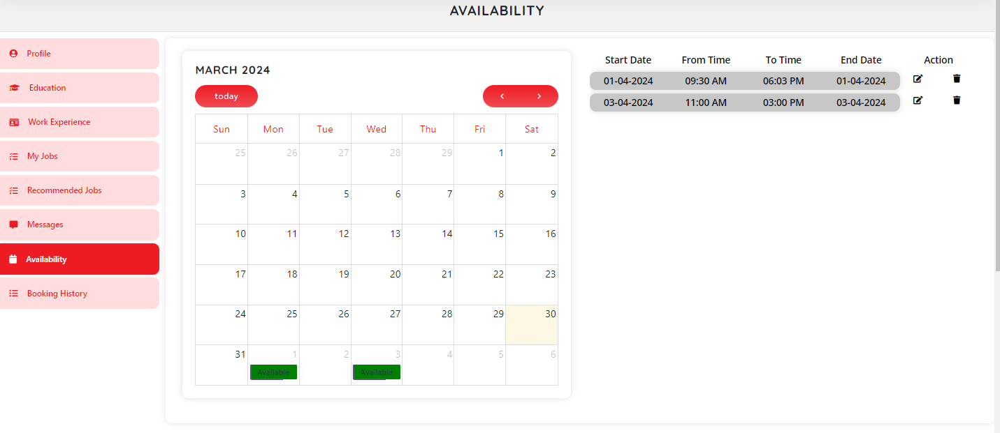 AVAILABILITY
Profile
Education
Work Experience
My Jobs
Recommended Jobs
Messages
Availability
Booking History
MARCH 2024
today
Sun Mon Tue Wed Thu Fri Sat
25 26 27 28 29 1 2
3 4 5 6 7 8 9
10 11 12 13 14 15 16
17 18 19 20 21 22 23
24 25 26 27 28 29 30
31 1 2 3 4 5 6
Available Available
Start Date From Time To Time End Date Action
01-04-2024 09:30 AM 06:03 PM 01-04-2024
03-04-2024 11:00 AM 03:00 PM 03-04-2024